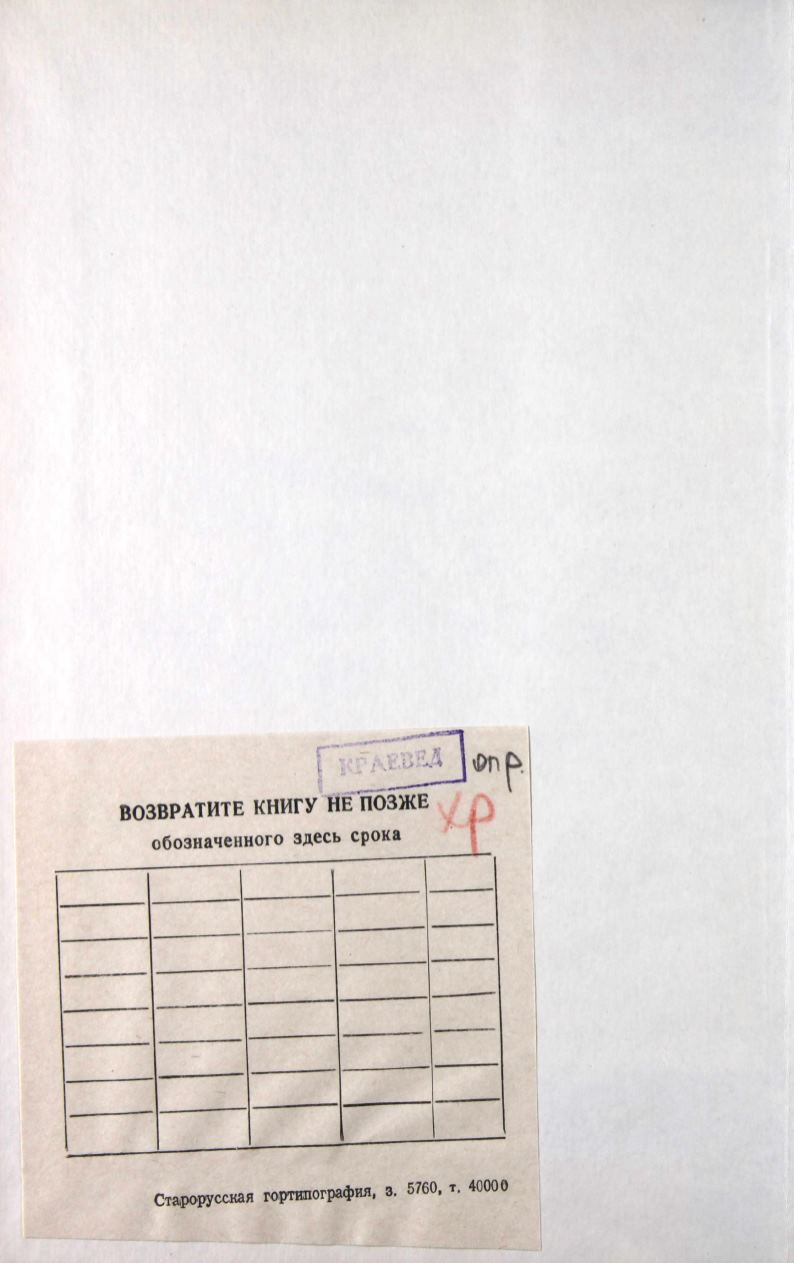 КРАЕВЕД опр.
ВОЗВРАТИТЕ КНИГУ НЕ ПОЗЖЕ хр
обозначенного здесь срока
Старорусская гортипография, з. 5760, т. 40000